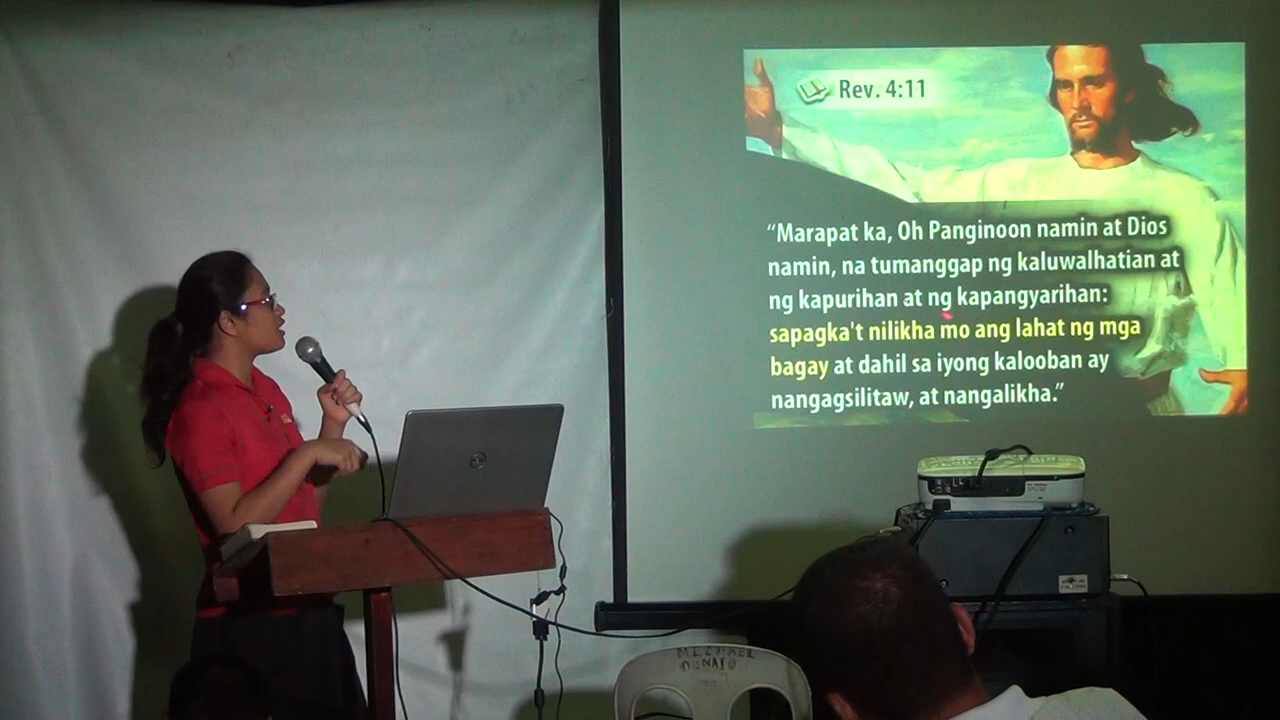 Rev. 4:11
“Marapat ka, Oh Panginoon namin at Dios
namin, na tumanggap ng kaluwalhatian at
ng kapurihan at ng kapangyarihan:
sapagka't nilikha mo ang lahat ng mga
bagay at dahil sa iyong kalooban ay
nangagsilitaw, at nangalikha.”
DELL